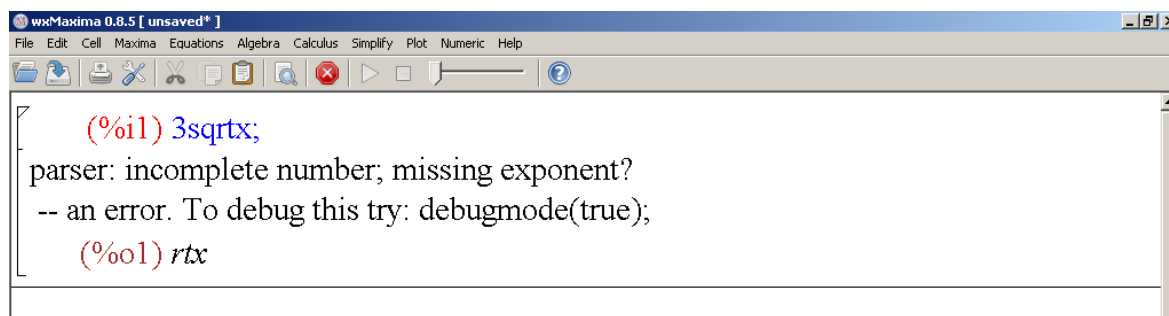 wxMaxima 0.8.5 [ unsaved* ]
File Edit Cell Maxima Equations Algebra Calculus Simplify Plot Numeric Help
(%i1) 3sqrtx;
parser: incomplete number; missing exponent?
-- an error. To debug this try: debugmode(true);
(%o1) rtx